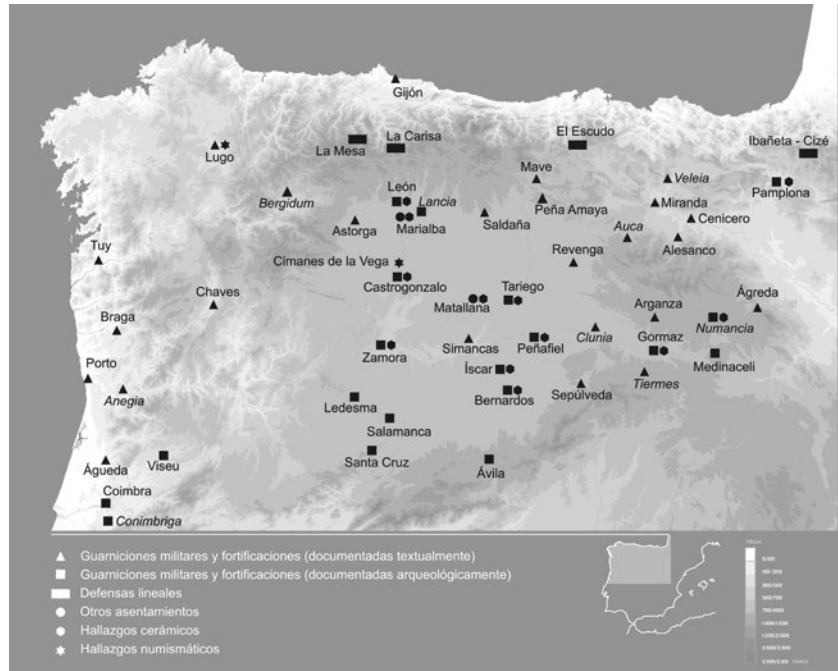 Gijón
La Mesa
La Carisa
El Escudo
Ibañeta - Cizé
Lugo
Bergidum
León
Lancia
Marialba
Astorga
Saldaña
Mave
Peña Amaya
Veleia
Miranda
Cenicero
Pamplona
Auca
Alesanco
Tuy
Cimanes de la Vega
Castrogonzalo
Revenga
Chaves
Matallana
Tariego
Arganza
Ágreda
Numancia
Braga
Zamora
Simancas
Peñafiel
Clunia
Gormaz
Medinaceli
Porto
Anegia
Íscar
Bernardos
Sepúlveda
Tiermes
Ledesma
Salamanca
Águeda
Viseu
Santa Cruz
Ávila
Coimbra
Conimbriga
Guarniciones militares y fortificaciones (documentadas textualmente)
Guarniciones militares y fortificaciones (documentadas arqueológicamente)
Defensas lineales
Otros asentamientos
Hallazgos cerámicos
Hallazgos numismáticos